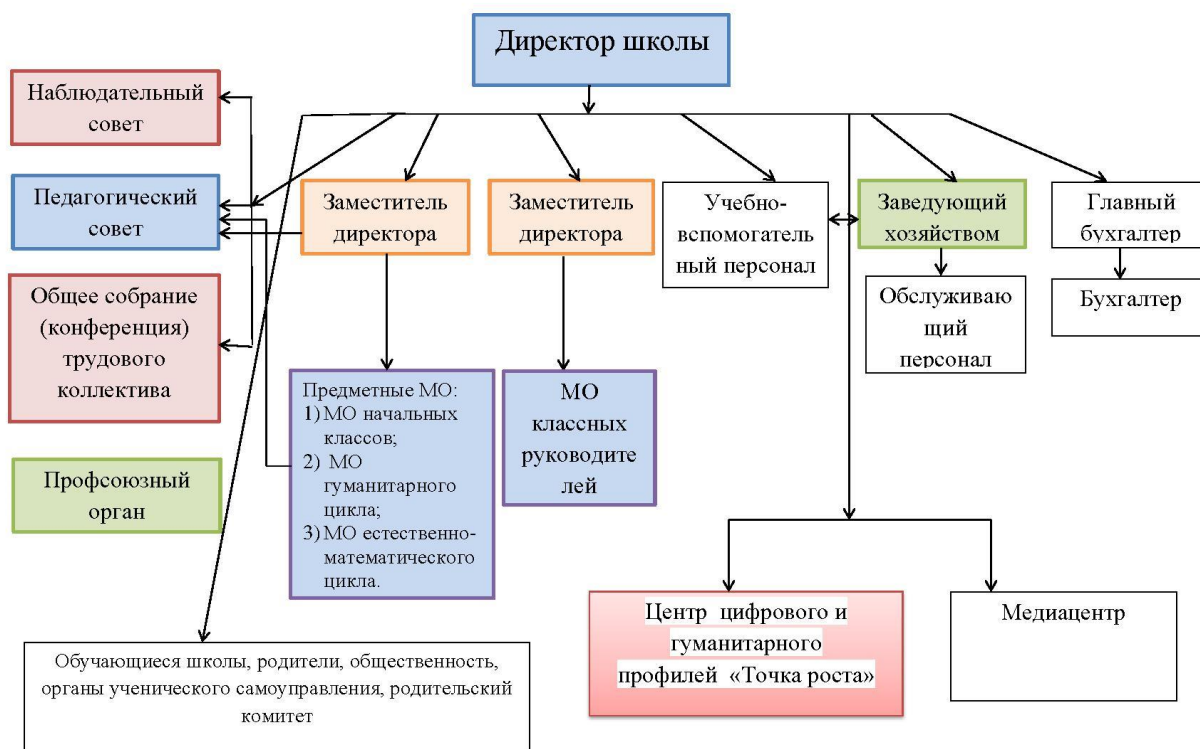 Директор школы
Наблюдательный
совет
Педагогический
совет
Заместитель
директора
Заместитель
директора
Учебно-
вспомогатель
ный персонал
Заведующий
хозяйством
Главный
бухгалтер
Общее собрание
(конференция)
трудового
коллектива
Обслуживаю
щий
персонал
Бухгалтер
Предметные МО:
1) МО начальных
классов;
2) МО
гуманитарного
цикла;
3) МО естественно-
математического
цикла.
МО
классных
руководите
лей
Профсоюзный
орган
Центр цифрового и
гуманитарного
профилей «Точка роста»
Медиацентр
Обучающиеся школы, родители, общественность,
органы ученического самоуправления, родительский
комитет